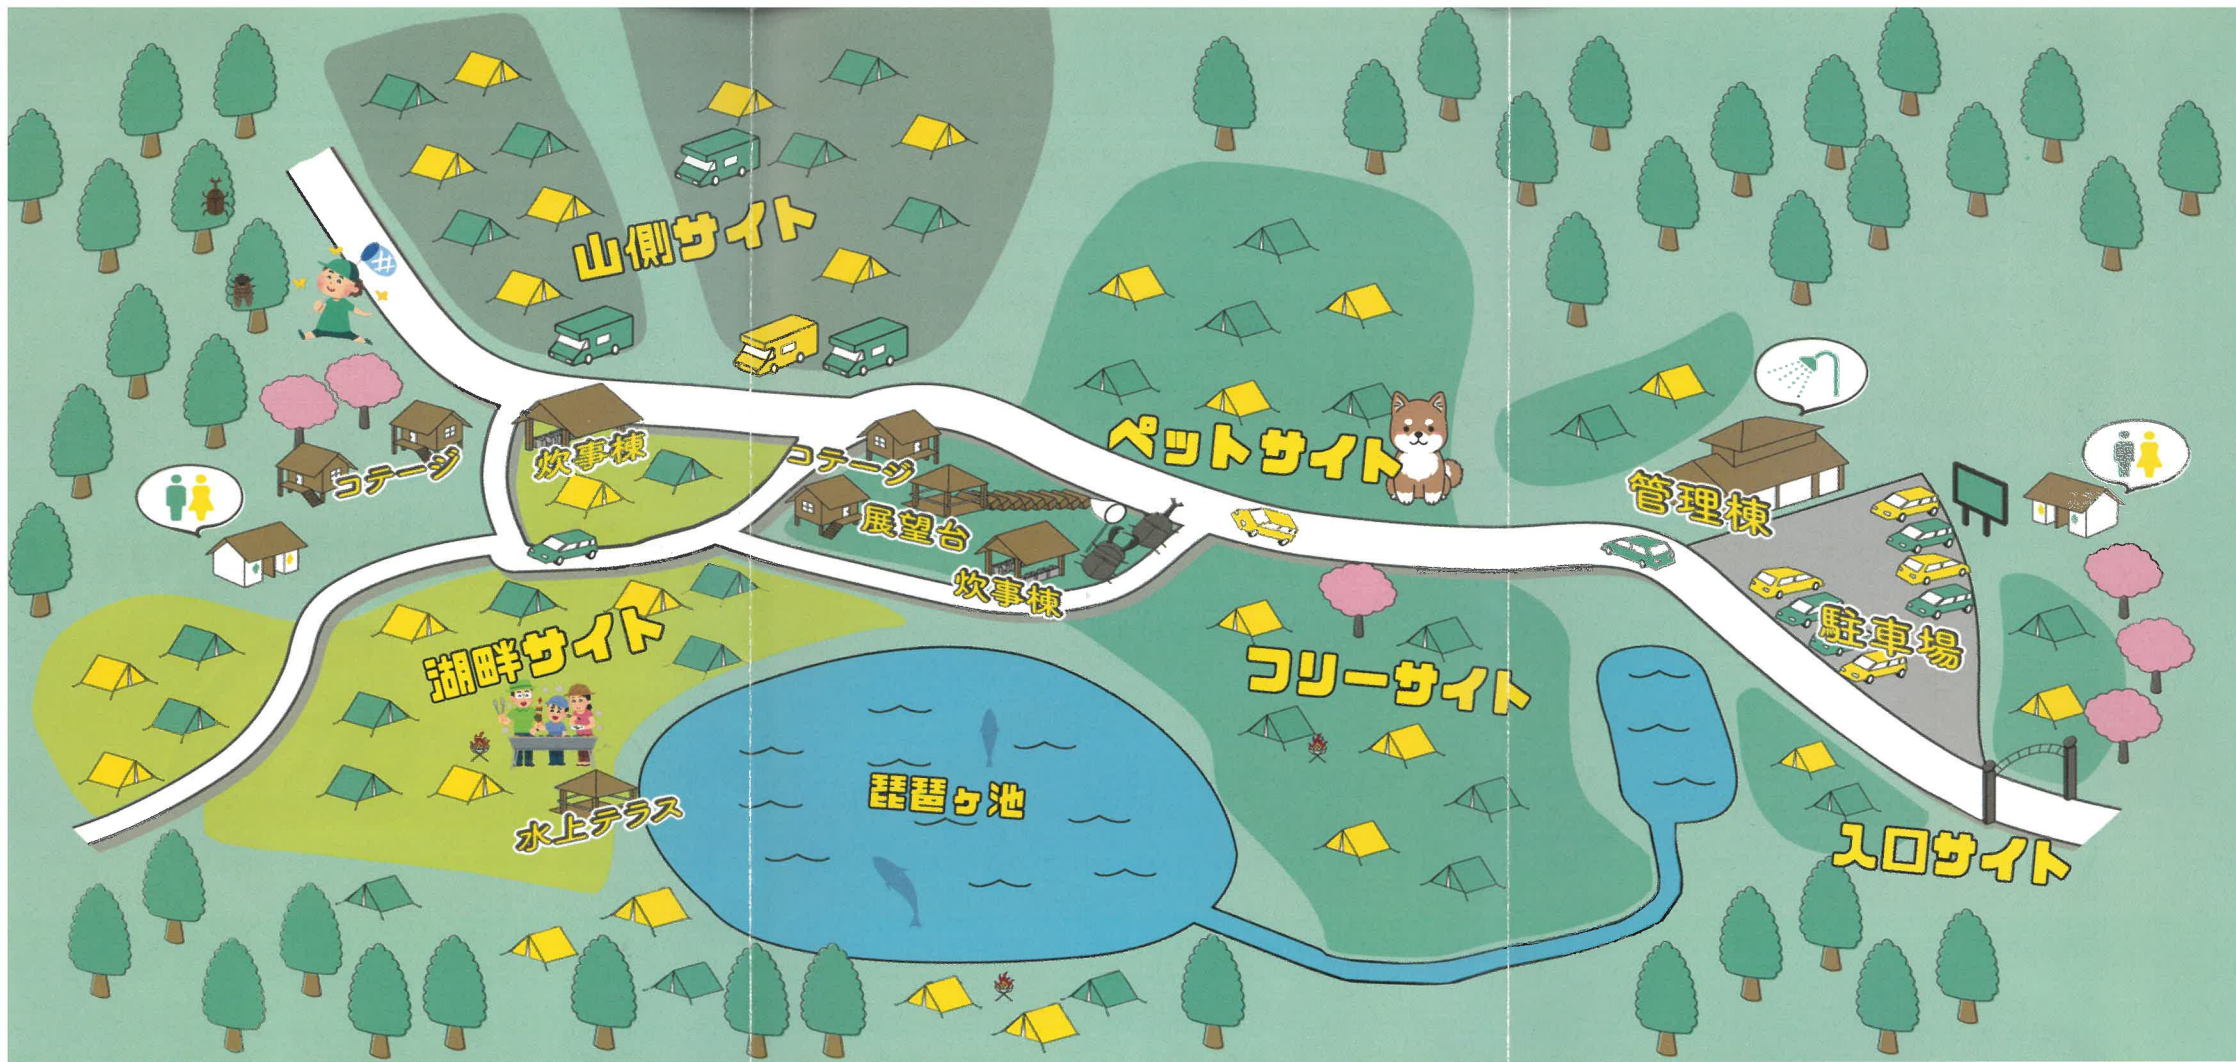 山側サイト
ペットサイト
炊事棟
コテージ
コテージ
管理棟
展望台
炊事棟
駐車場
湖畔サイト
フリーサイト
琵琶ヶ池
水上テラス
入口サイト